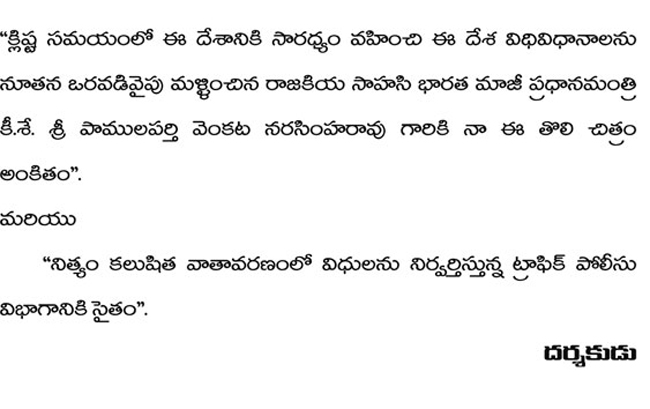 “క్లిష్ట సమయంలో ఈ దేశానికి సారధ్యం వహించి ఈ దేశ విధివిధానాలను
నూతన ఒరవడివైపు మళ్ళించిన రాజకియ సాహసి భారత మాజీ ప్రధానమంత్రి
కీ.శే. శ్రీ పాములపర్తి వెంకట నరసింహరావు గారికి నా ఈ తొలి చిత్రం
అంకితం”.
మరియు
“నిత్యం కలుషిత వాతావరణంలో విధులను నిర్వర్తిస్తున్న ట్రాఫిక్ పోలీసు
విభాగానికి సైతం”.
దర్శకుడు